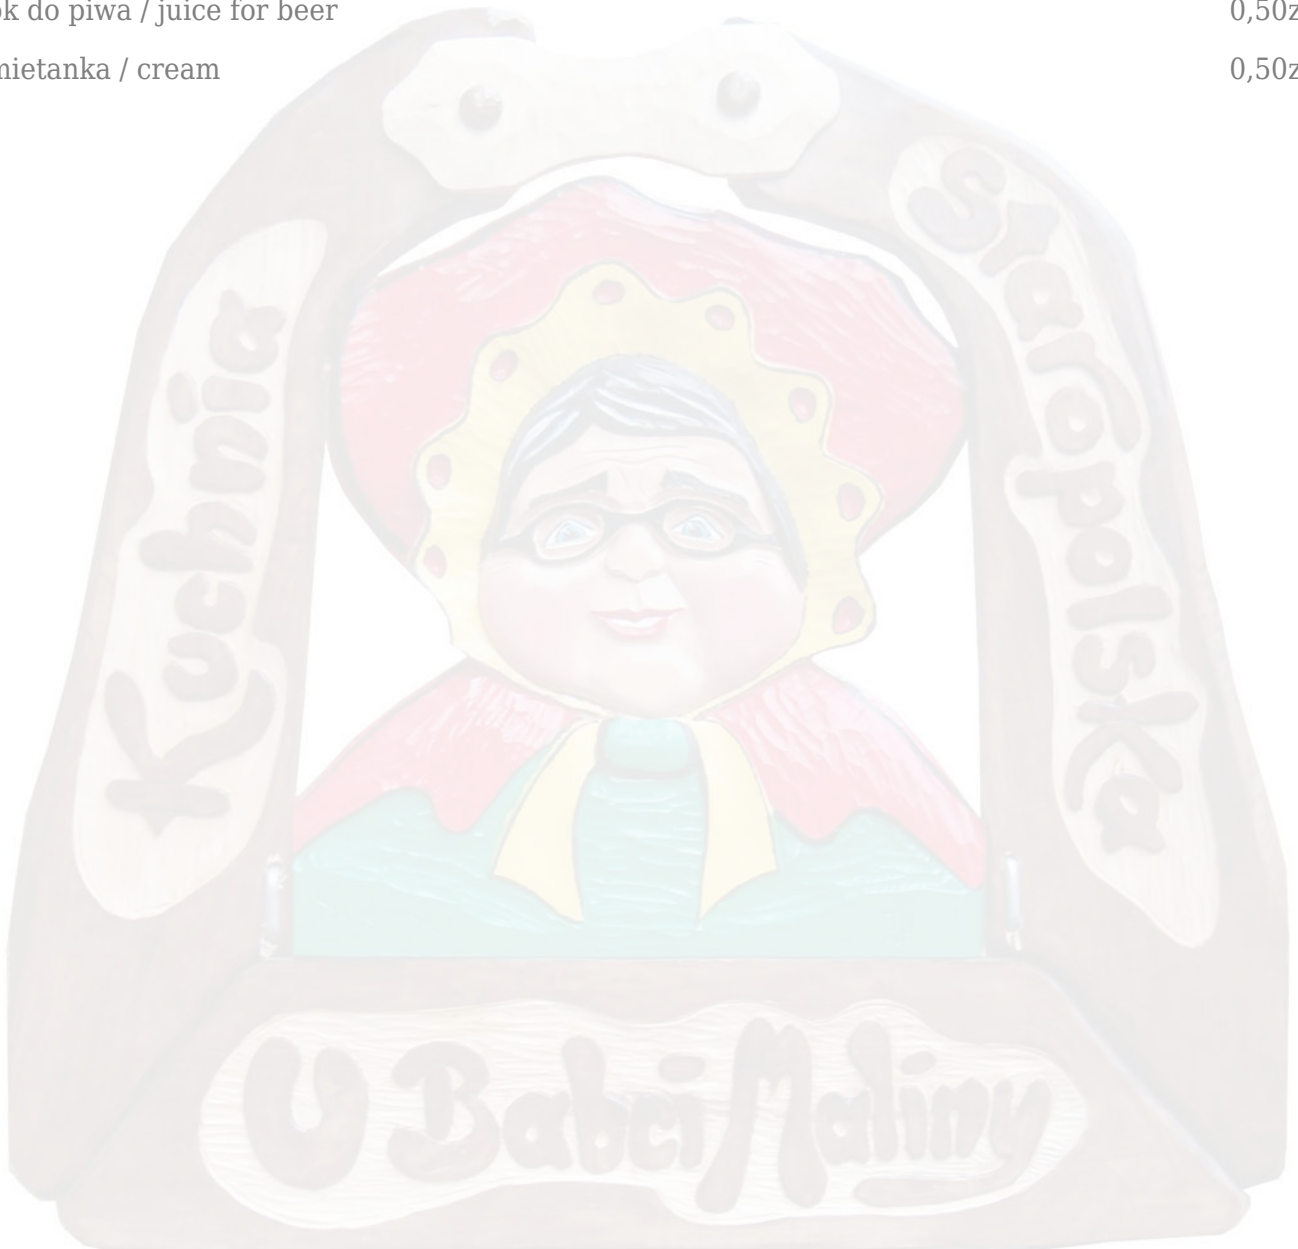 ok do piwa / juice for beer 0,50z
mietanka / cream 0,50z
Kuchnia
Staropolska
U Babci Maliny